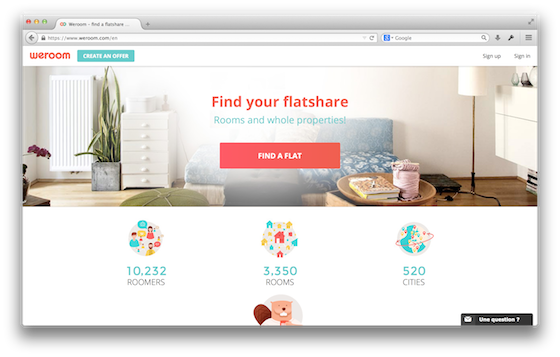 Weroom - find a flatshare ...
https://www.weroom.com/en
Google
weroom
CREATE AN OFFER
Sign up
Sign in
Find your flatshare
Rooms and whole properties!
FIND A FLAT
10,232
ROOMERS
3,350
ROOMS
520
CITIES
Une question ?